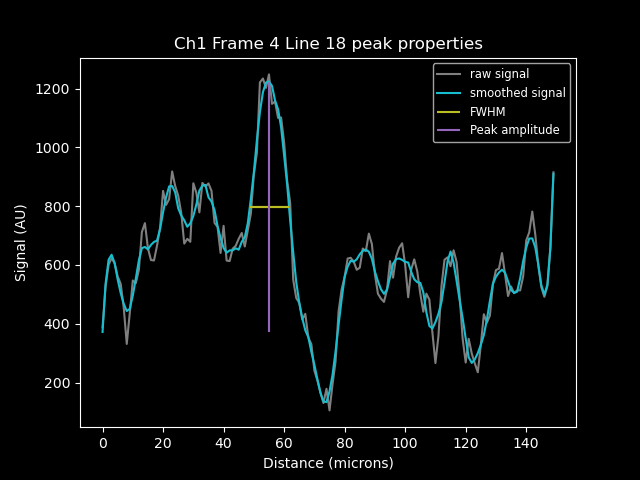 Ch1 Frame 4 Line 18 peak properties
raw signal
smoothed signal
FWHM
Peak amplitude
Signal (AU)
1200
1000
800
600
400
200
0 20 40 60 80 100 120 140
Distance (microns)